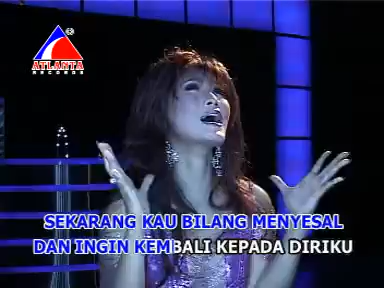 ®
ATLANTA
RECORDS
SEKARANG KAU BILANG MENYESAL
DAN INGIN KEMBALI KEPADA DIRIKU